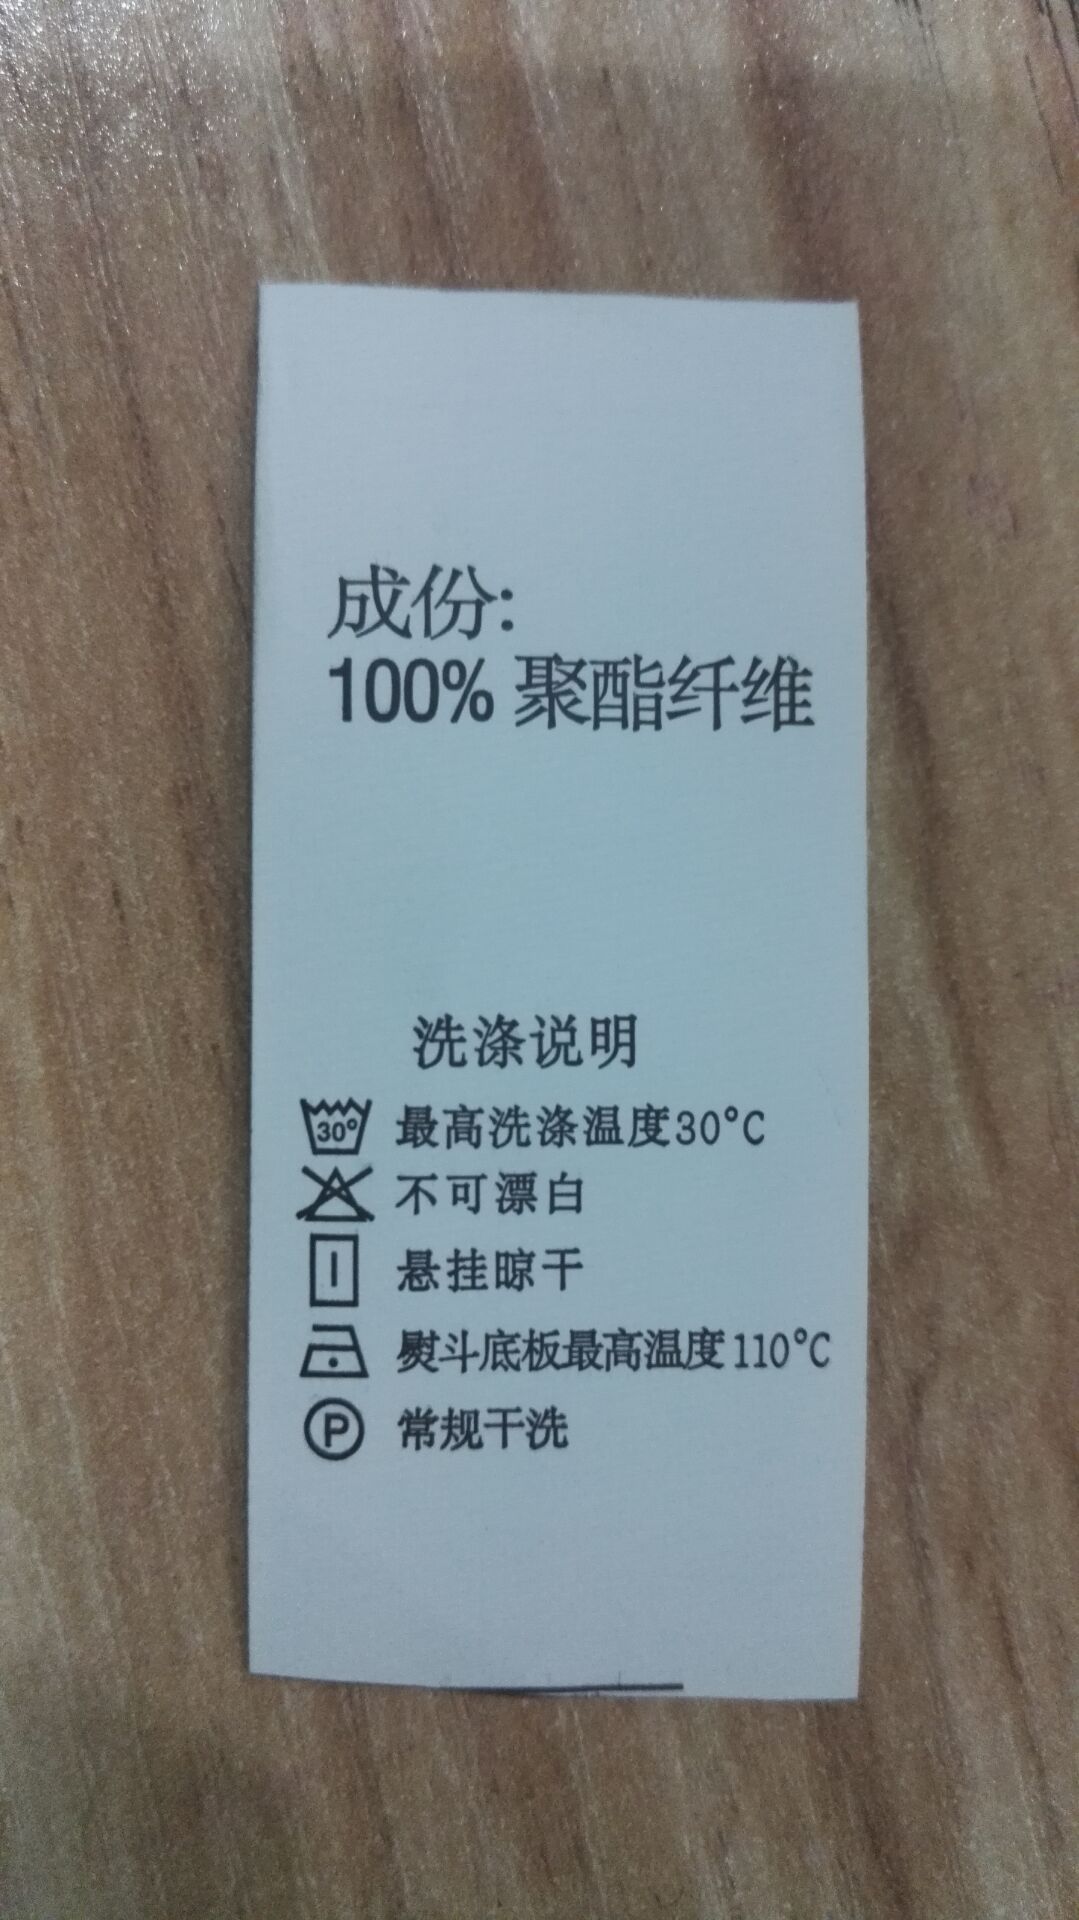 成份:
100% 聚酯纤维
洗涤说明
30° 最高洗涤温度30°C
不可漂白
悬挂晾干
熨斗底板最高温度110°C
P 常规干洗